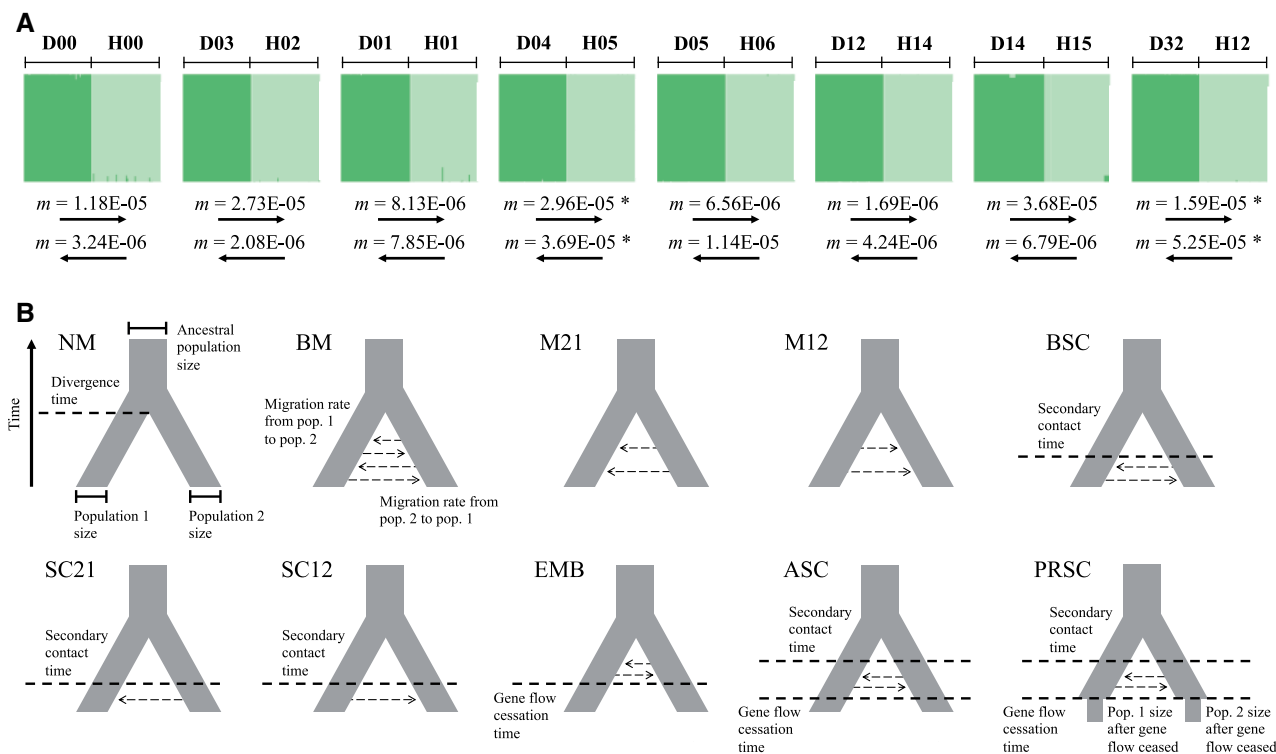 A
D00 H00 D03 H02 D01 H01 D04 H05 D05 H06 D12 H14 D14 H15 D32 H12
m = 1.18E-05 m = 2.73E-05 m = 8.13E-06 m = 2.96E-05 * m = 6.56E-06 m = 1.69E-06 m = 3.68E-05 m = 1.59E-05 *
m = 3.24E-06 m = 2.08E-06 m = 7.85E-06 m = 3.69E-05 * m = 1.14E-05 m = 4.24E-06 m = 6.79E-06 m = 5.25E-05 *
B
Time
NM
Ancestral
population
size
Divergence
time
Population 1
size
Population 2
size
BM
Migration rate
from pop. 1
to pop. 2
Migration rate from
pop. 2 to pop. 1
M21
M12
BSC
Secondary
contact
time
SC21
Secondary
contact
time
SC12
Secondary
contact
time
EMB
Gene flow
cessation
time
ASC
Secondary
contact
time
Gene flow
cessation
time
PRSC
Secondary
contact
time
Gene flow
cessation
time
Pop. 1 size
after gene
flow ceased
Pop. 2 size
after gene
flow ceased